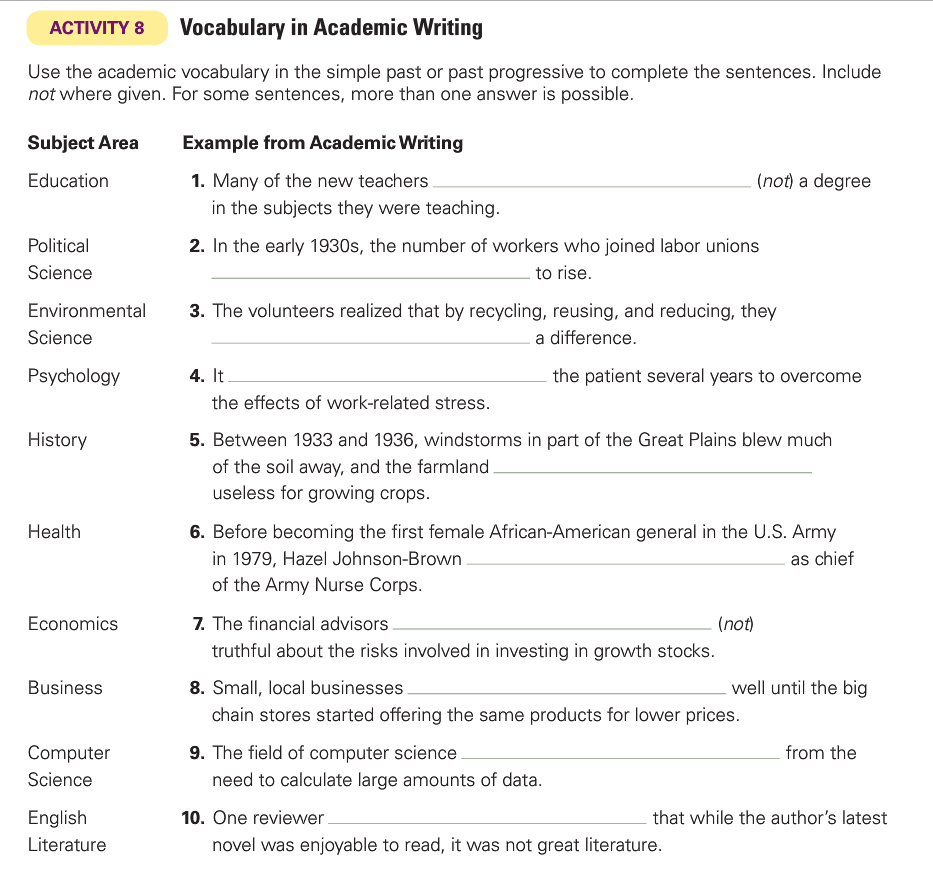 ACTIVITY 8 Vocabulary in Academic Writing
Use the academic vocabulary in the simple past or past progressive to complete the sentences. Include
not where given. For some sentences, more than one answer is possible.
Subject Area Example from Academic Writing
Education 1. Many of the new teachers ______ (not) a degree
in the subjects they were teaching.
Political 2. In the early 1930s, the number of workers who joined labor unions
Science ______ to rise.
Environmental 3. The volunteers realized that by recycling, reusing, and reducing, they
Science ______ a difference.
Psychology 4. It ______ the patient several years to overcome
the effects of work-related stress.
History 5. Between 1933 and 1936, windstorms in part of the Great Plains blew much
of the soil away, and the farmland ______
useless for growing crops.
Health 6. Before becoming the first female African-American general in the U.S. Army
in 1979, Hazel Johnson-Brown ______ as chief
of the Army Nurse Corps.
Economics 7. The financial advisors ______ (not)
truthful about the risks involved in investing in growth stocks.
Business 8. Small, local businesses ______ well until the big
chain stores started offering the same products for lower prices.
Computer 9. The field of computer science ______ from the
Science need to calculate large amounts of data.
English 10. One reviewer ______ that while the author's latest
Literature novel was enjoyable to read, it was not great literature.